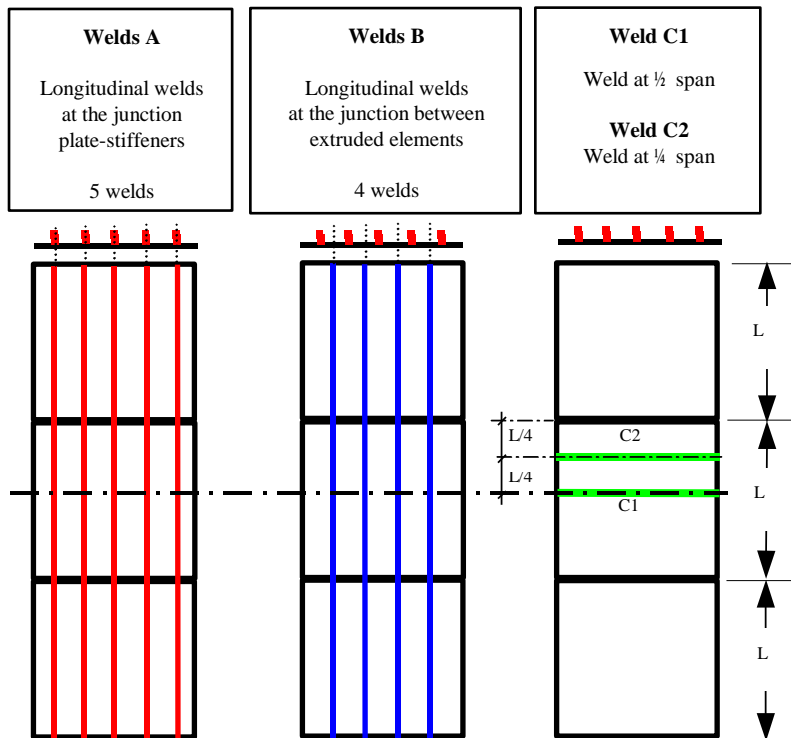 Welds A
Longitudinal welds
at the junction
plate-stiffeners
5 welds
Welds B
Longitudinal welds
at the junction between
extruded elements
4 welds
Weld C1
Weld at ½ span
Weld C2
Weld at ¼ span
L
L/4
C2
L/4
C1
L
L